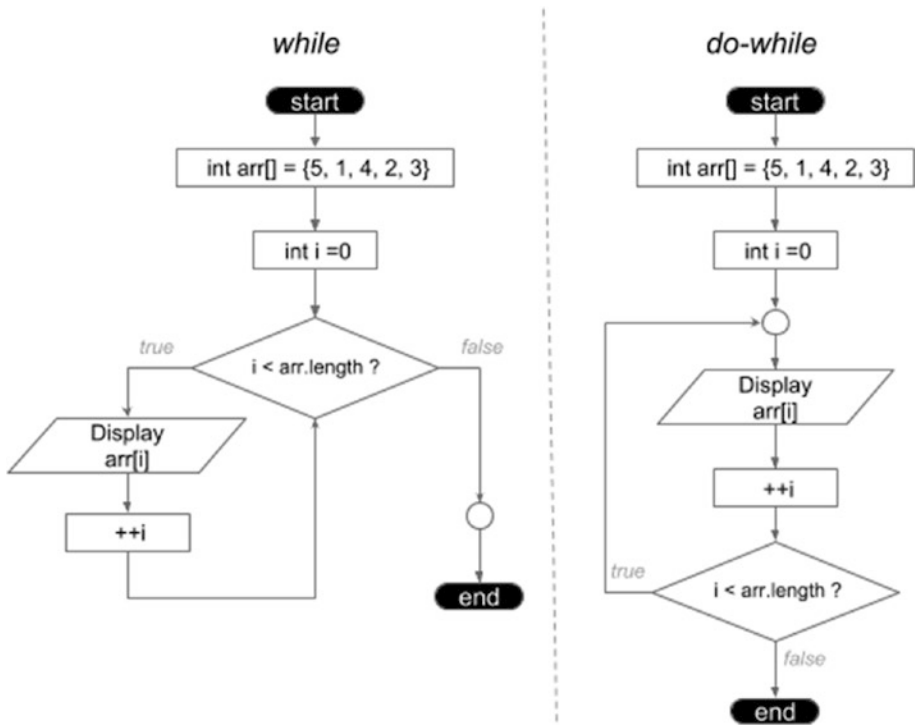 while
start
int arr[] = {5, 1, 4, 2, 3}
int i =0
i < arr.length ?
true
false
Display
arr[i]
++i
end
do-while
start
int arr[] = {5, 1, 4, 2, 3}
int i =0
Display
arr[i]
++i
i < arr.length ?
true
false
end